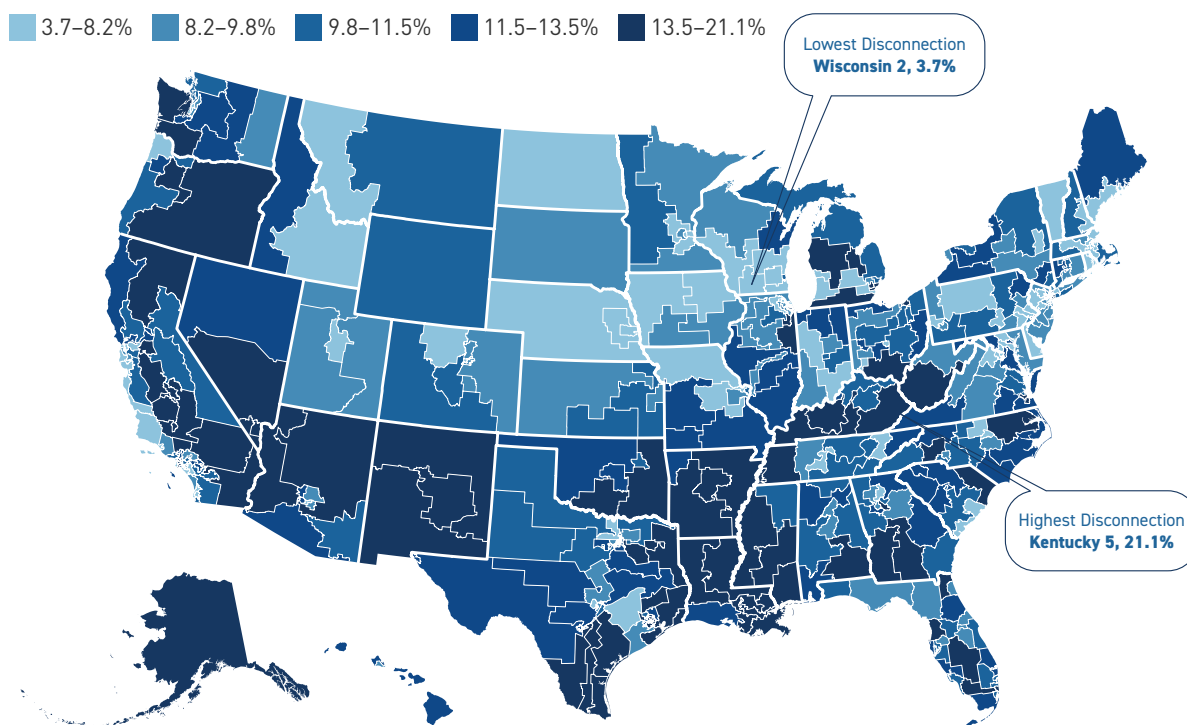 3.7–8.2% 8.2–9.8% 9.8–11.5% 11.5–13.5% 13.5–21.1%
Lowest Disconnection
Wisconsin 2, 3.7%
Highest Disconnection
Kentucky 5, 21.1%